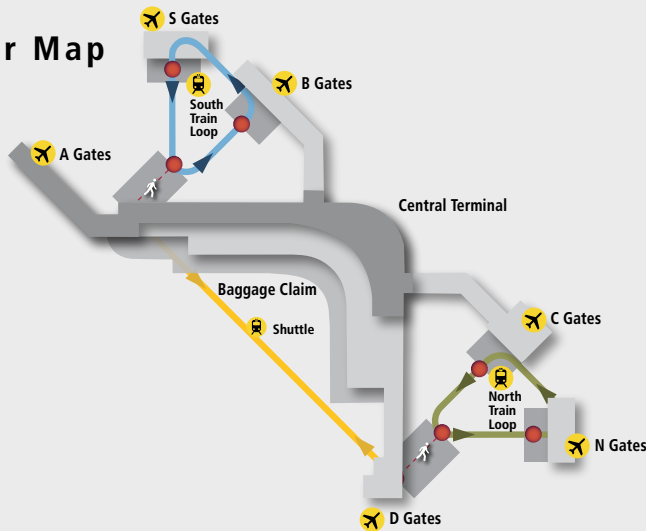 r Map
S Gates
B Gates
South
Train
Loop
A Gates
Central Terminal
Baggage Claim
Shuttle
C Gates
North
Train
Loop
N Gates
D Gates